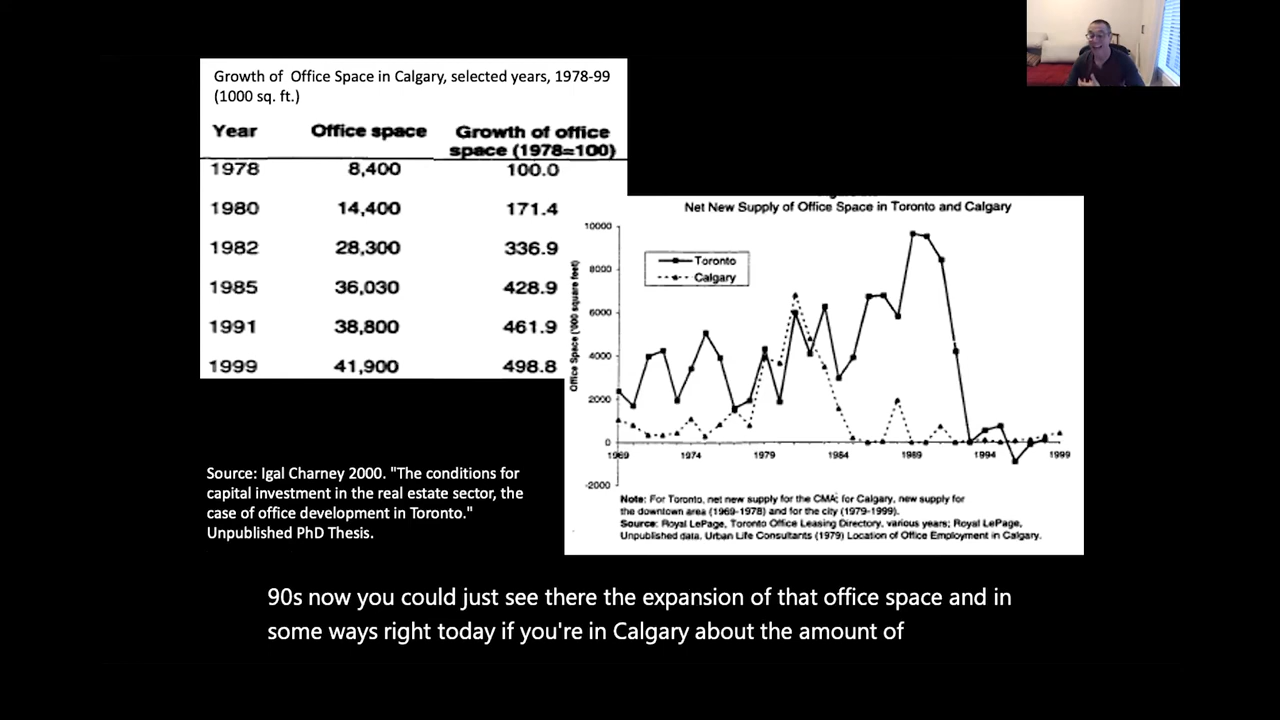 Growth of Office Space in Calgary, selected years, 1978-99
(1000 sq. ft.)
Year Office space Growth of office
space (1978=100)
1978 8,400 100.0
1980 14,400 171.4
1982 28,300 336.9
1985 36,030 428.9
1991 38,800 461.9
1999 41,900 498.8
Net New Supply of Office Space in Toronto and Calgary
10000
8000
6000
4000
2000
0
-2000
Office Space ('000 square feet)
Toronto
Calgary
1969 1974 1979 1984 1989 1994 1999
Note: For Toronto, net new supply for the CMA; for Calgary, new supply for
the downtown area (1969-1978) and for the city (1979-1999).
Source: Royal LePage, Toronto Office Leasing Directory, various years; Royal LePage,
Unpublished data, Urban Life Consultants (1979) Location of Office Employment in Calgary.
Source: Igal Charney 2000. "The conditions for
capital investment in the real estate sector, the
case of office development in Toronto."
Unpublished PhD Thesis.
90s now you could just see there the expansion of that office space and in
some ways right today if you're in Calgary about the amount of